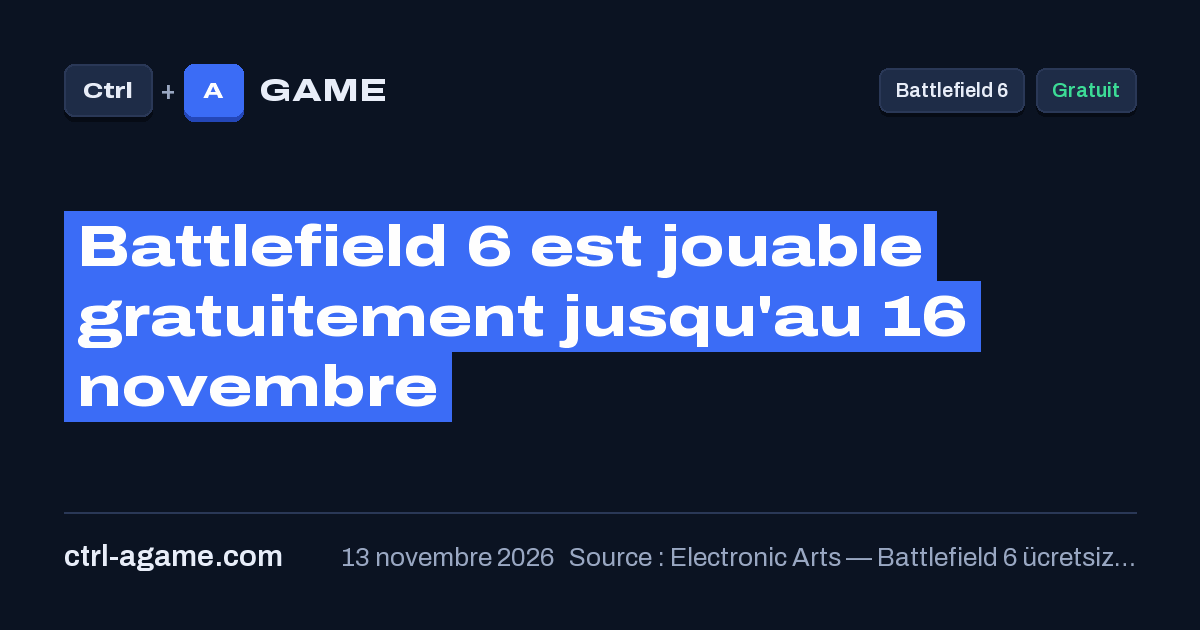 Ctrl + A GAME
Battlefield 6 Gratuit
Battlefield 6 est jouable
gratuitement jusqu'au 16
novembre
ctrl-agame.com 13 novembre 2026 Source : Electronic Arts — Battlefield 6 ücretsiz…